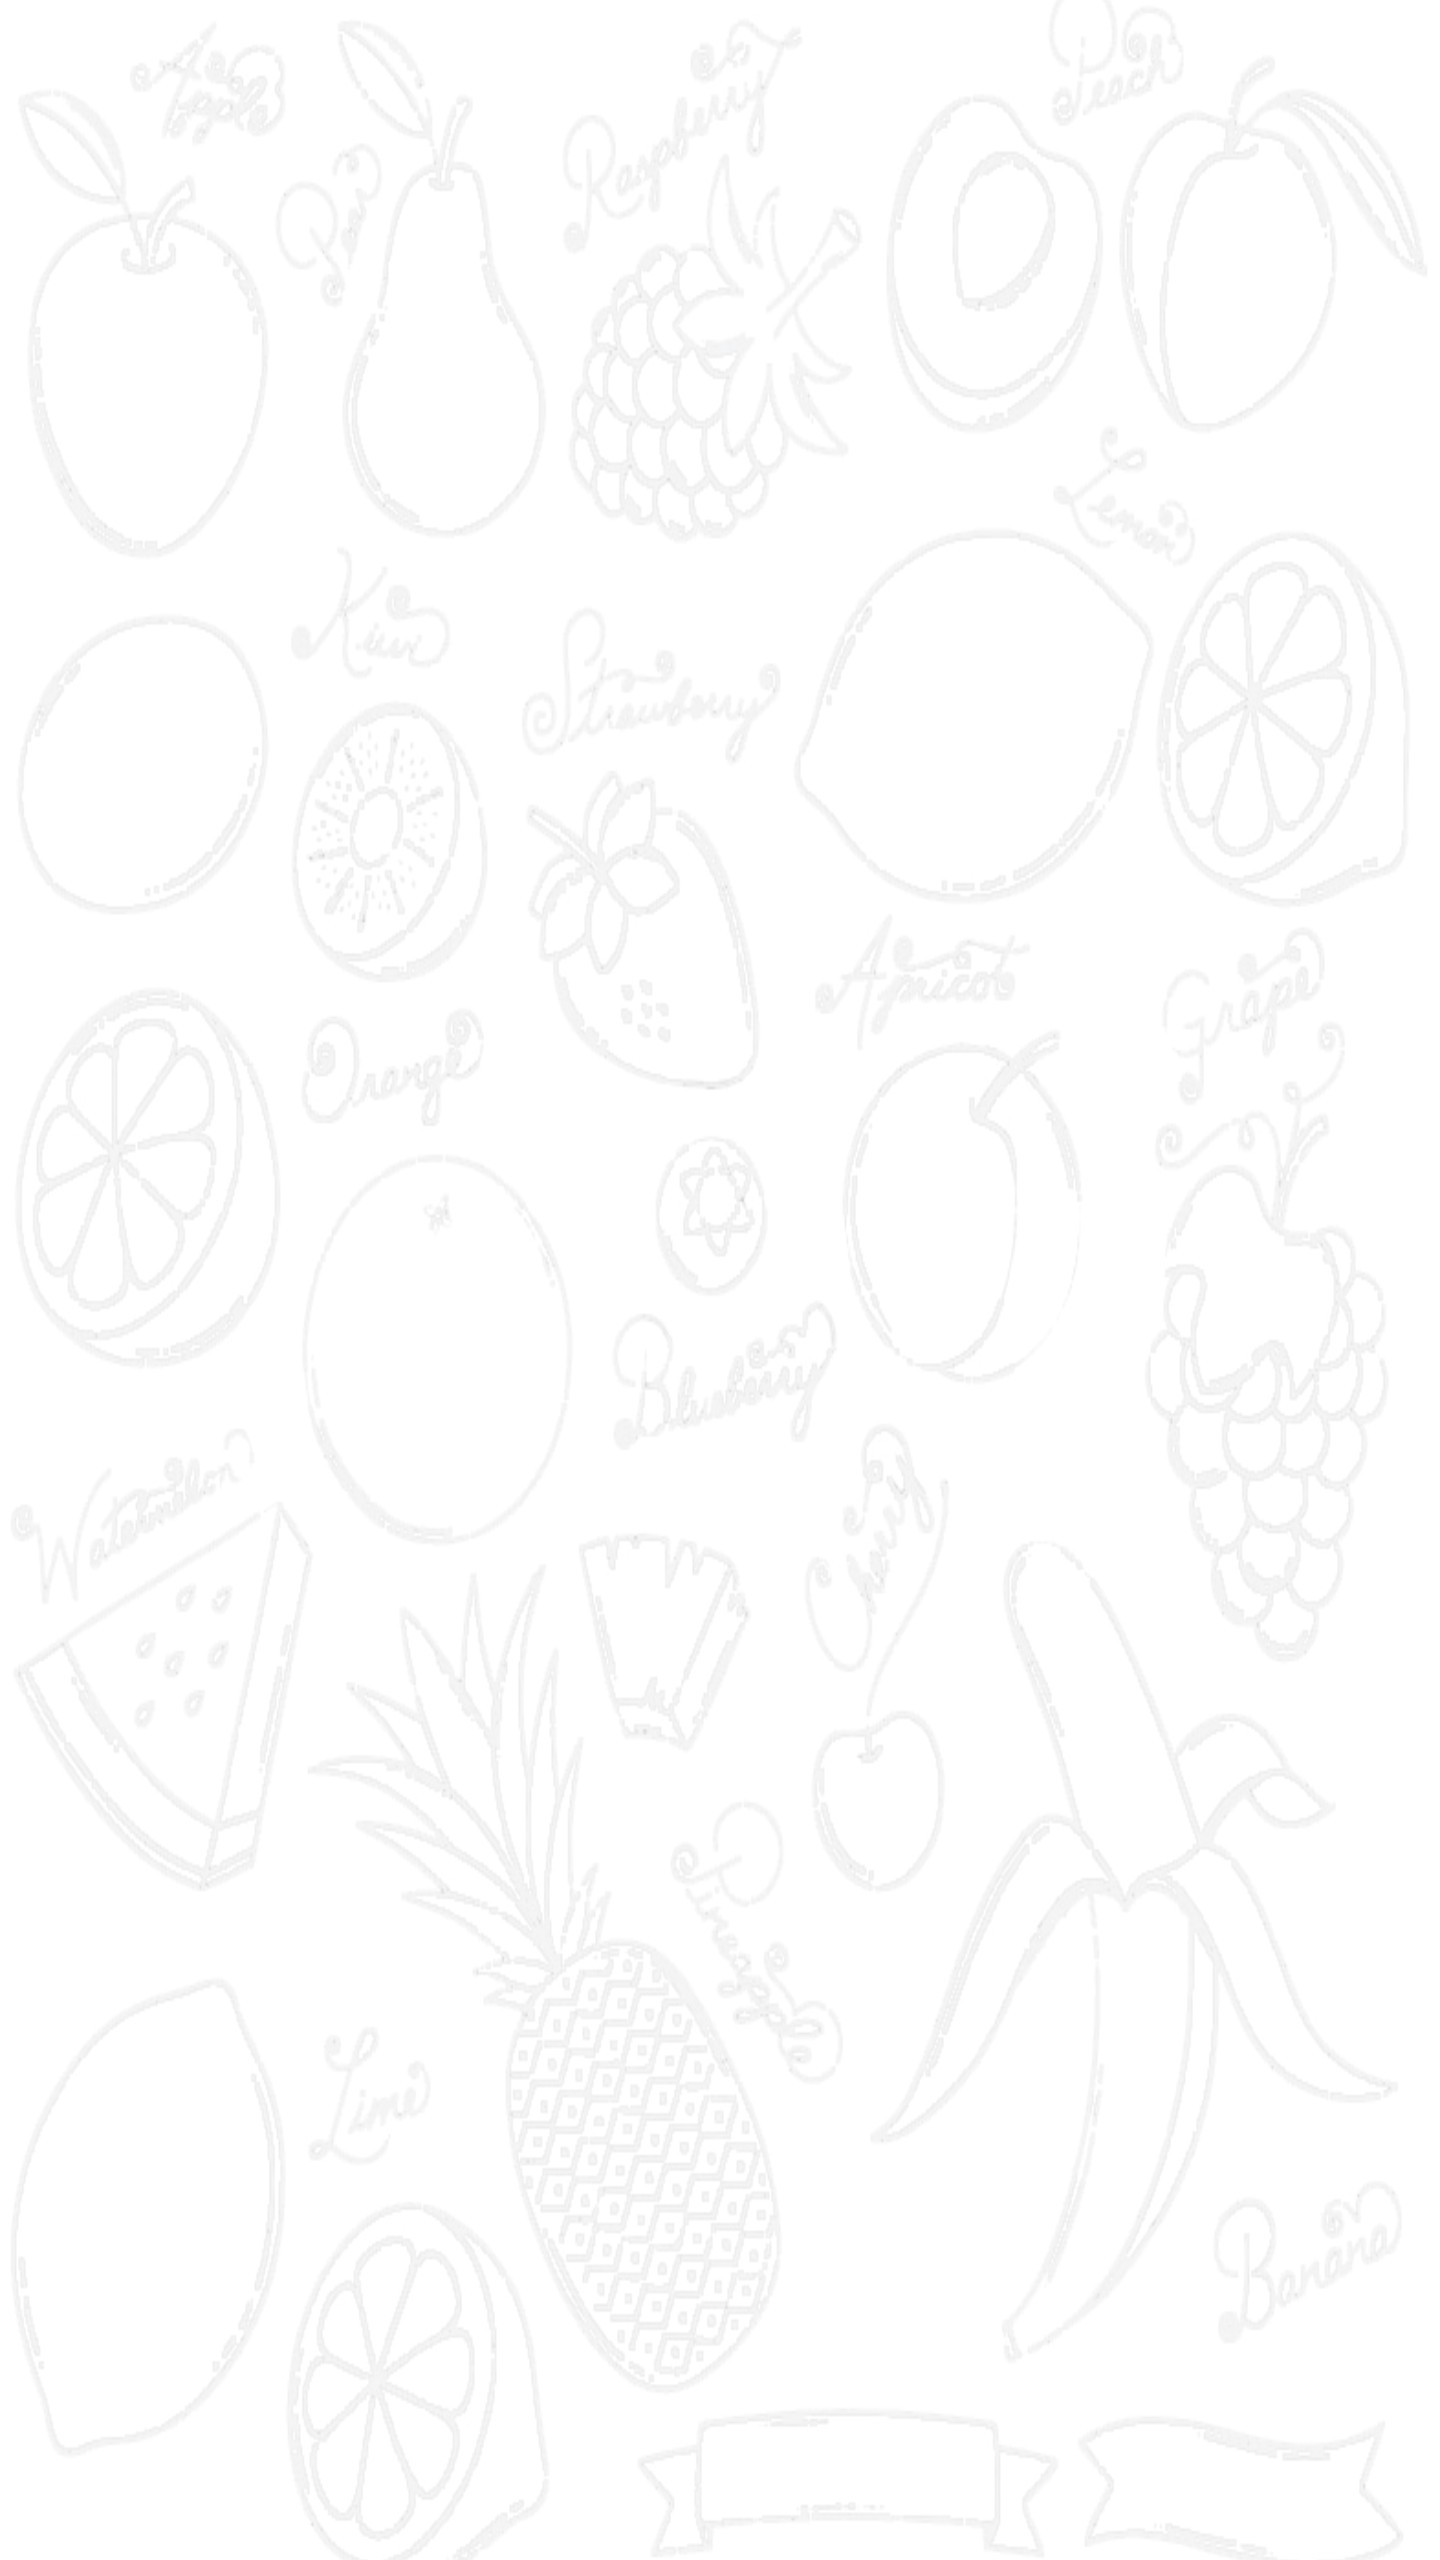 Apple
Pear
Raspberry
Peach
Lemon
Kiwi
Strawberry
Apricot
Grape
Orange
Blueberry
Watermelon
Cherry
Pineapple
Lime
Banana